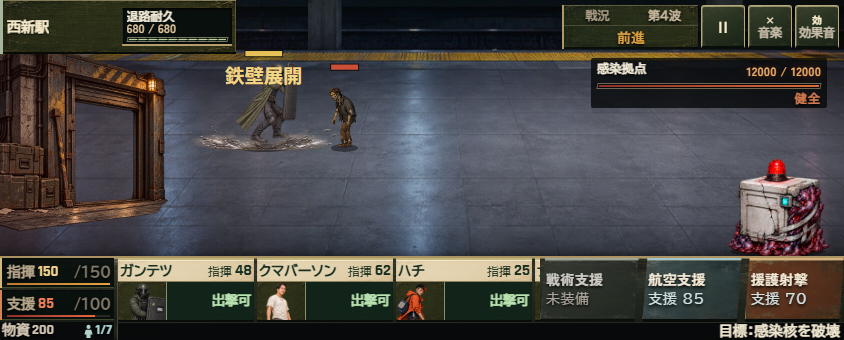 西新駅
退路耐久
680 / 680
戦況 第4波
前進
II
×
音楽
効
効果音
感染拠点 12000 / 12000
健全
鉄壁展開
指揮 150 /150
支援 85 /100
物資 200 1/7
ガンテツ 指揮 48
出撃可
クマパーソン 指揮 62
出撃可
ハチ 指揮 25
出撃可
戦術支援
未装備
航空支援
支援 85
援護射撃
支援 70
目標:感染核を破壊